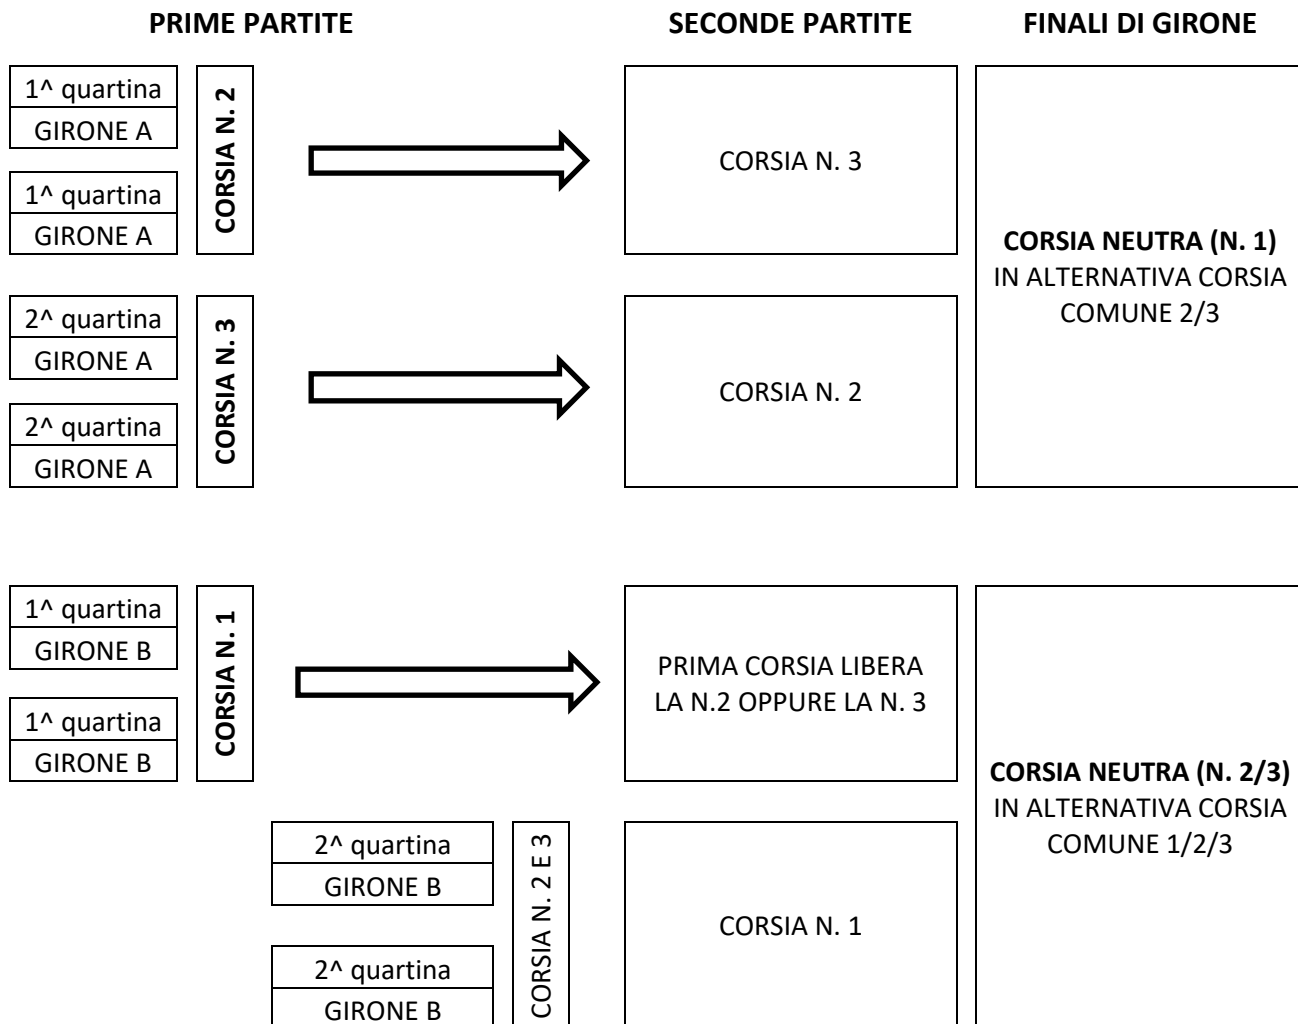 PRIME PARTITE
SECONDE PARTITE
FINALI DI GIRONE
1^ quartina
GIRONE A
1^ quartina
GIRONE A
CORSIA N. 2
CORSIA N. 3
2^ quartina
GIRONE A
2^ quartina
GIRONE A
CORSIA N. 3
CORSIA N. 2
CORSIA NEUTRA (N. 1)
IN ALTERNATIVA CORSIA
COMUNE 2/3
1^ quartina
GIRONE B
1^ quartina
GIRONE B
CORSIA N. 1
PRIMA CORSIA LIBERA
LA N.2 OPPURE LA N. 3
2^ quartina
GIRONE B
2^ quartina
GIRONE B
CORSIA N. 2 E 3
CORSIA N. 1
CORSIA NEUTRA (N. 2/3)
IN ALTERNATIVA CORSIA
COMUNE 1/2/3